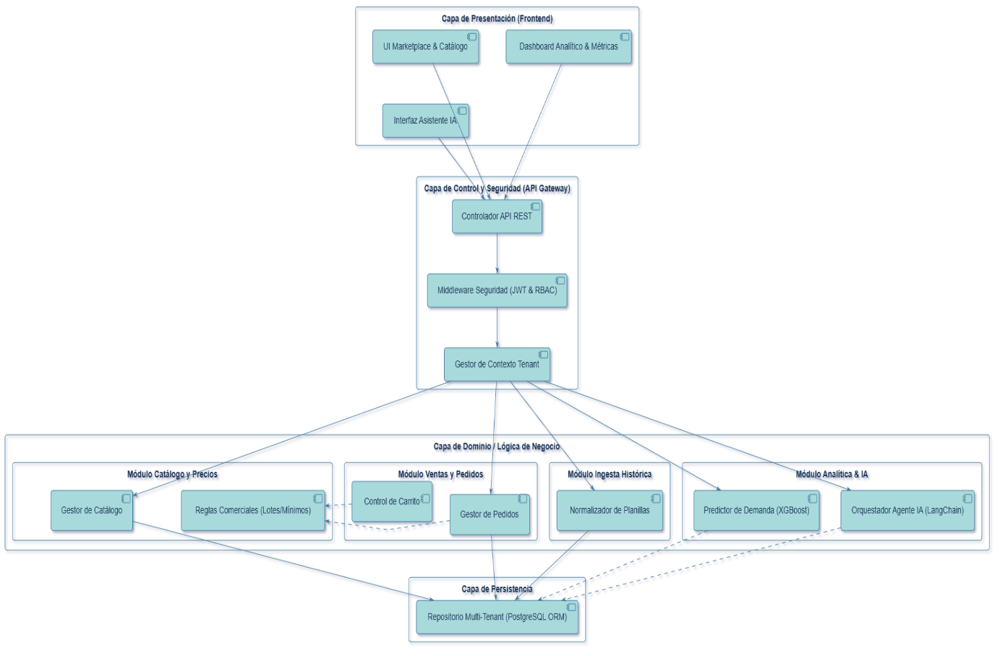 Capa de Presentación (Frontend)
UI Marketplace & Catálogo
Dashboard Analítico & Métricas
Interfaz Asistente IA
Capa de Control y Seguridad (API Gateway)
Controlador API REST
Middleware Seguridad (JWT & RBAC)
Gestor de Contexto Tenant
Capa de Dominio / Lógica de Negocio
Módulo Catálogo y Precios
Gestor de Catálogo
Reglas Comerciales (Lotes/Mínimos)
Módulo Ventas y Pedidos
Control de Carrito
Gestor de Pedidos
Módulo Ingesta Histórica
Normalizador de Planillas
Módulo Analítica & IA
Predictor de Demanda (XGBoost)
Orquestador Agente IA (LangChain)
Capa de Persistencia
Repositorio Multi-Tenant (PostgreSQL ORM)